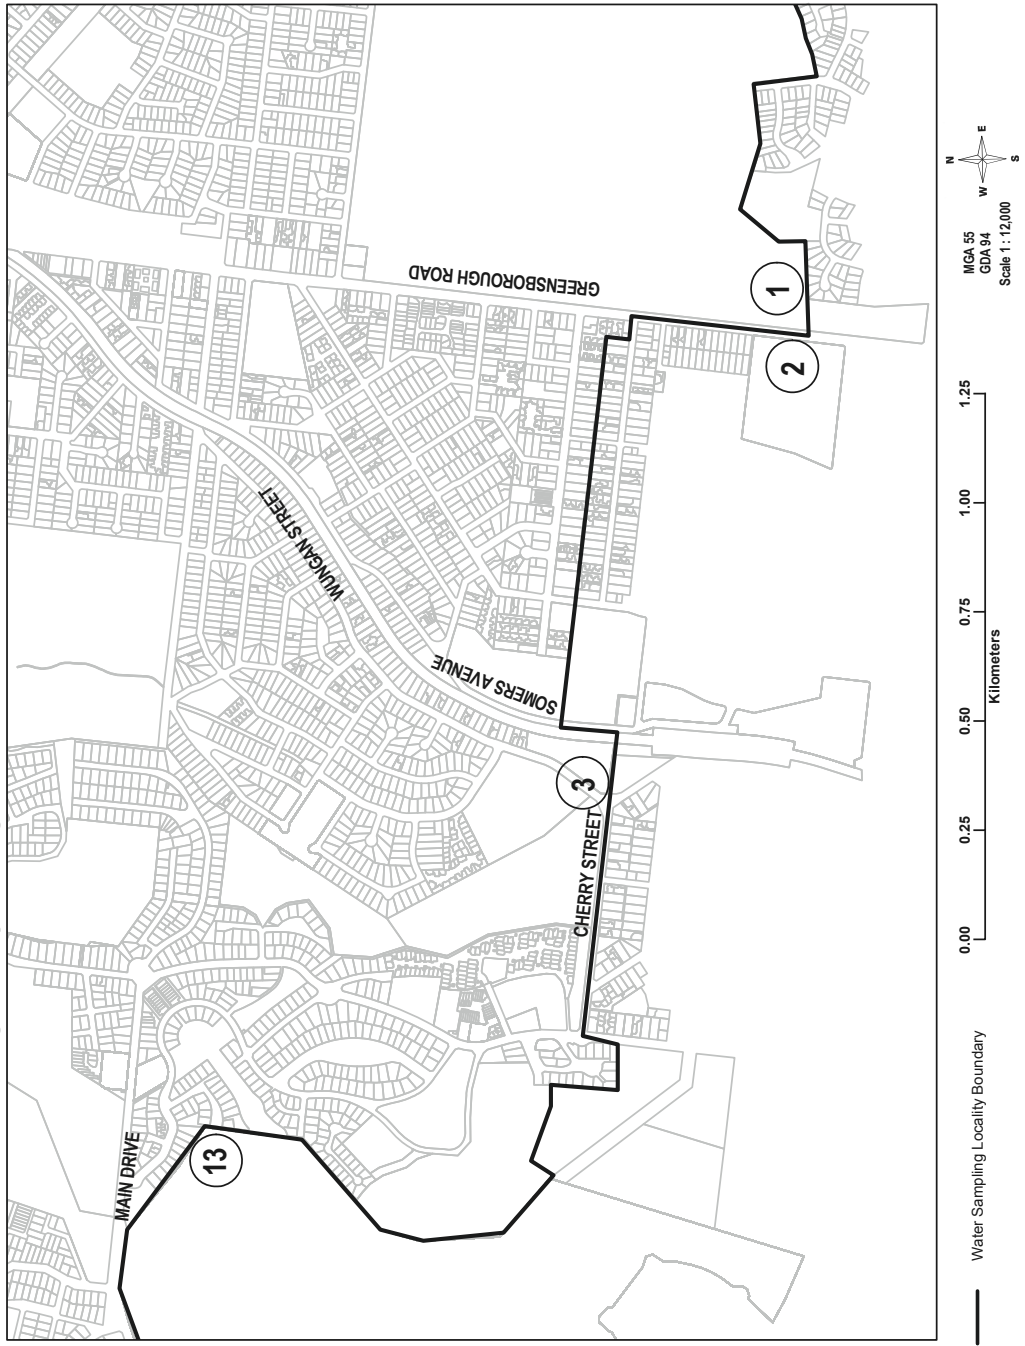 MAIN DRIVE
13
WUNGAN STREET
SOMERS AVENUE
GREENSBOROUGH ROAD
CHERRY STREET
3
2
1
Water Sampling Locality Boundary
0.00 0.25 0.50 0.75 1.00 1.25
Kilometers
MGA 55
GDA 94
Scale 1 : 12,000
N
W E
S